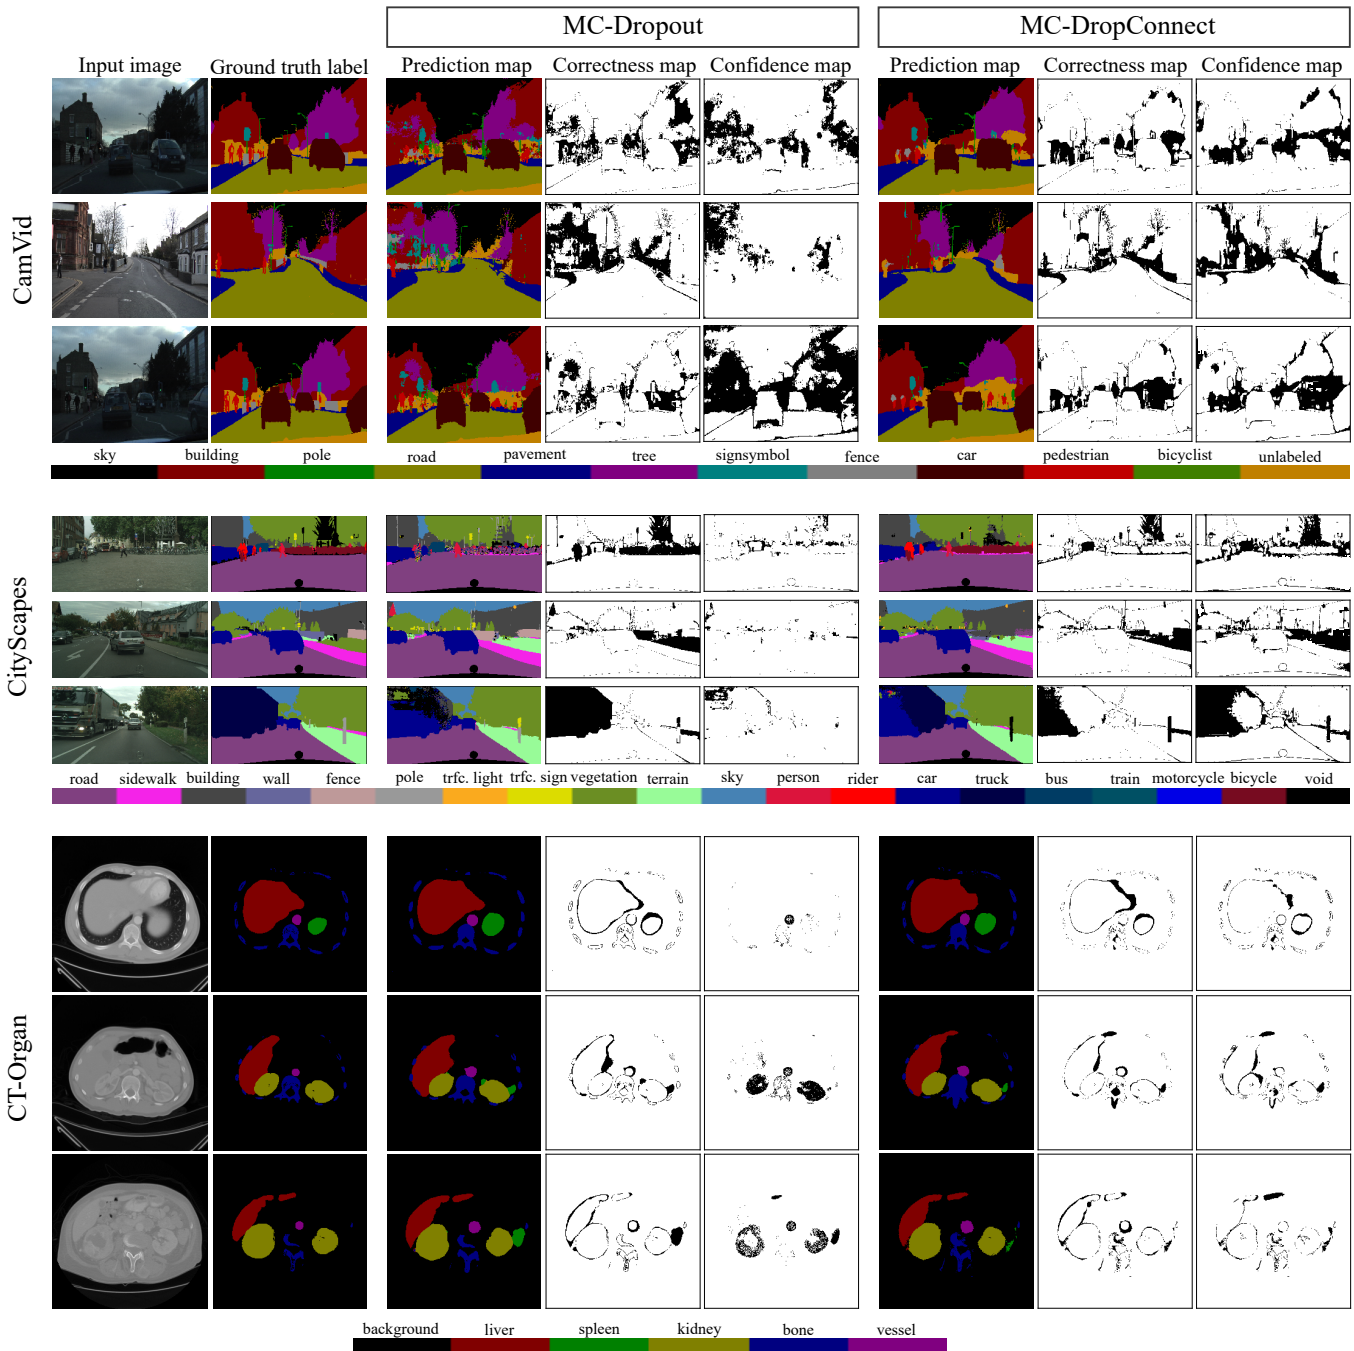 MC-Dropout MC-DropConnect
Input image Ground truth label Prediction map Correctness map Confidence map Prediction map Correctness map Confidence map
CamVid
sky building pole road pavement tree signsymbol fence car pedestrian bicyclist unlabeled
CityScapes
road sidewalk building wall fence pole trfc. light trfc. sign vegetation terrain sky person rider car truck bus train motorcycle bicycle void
CT-Organ
background liver spleen kidney bone vessel